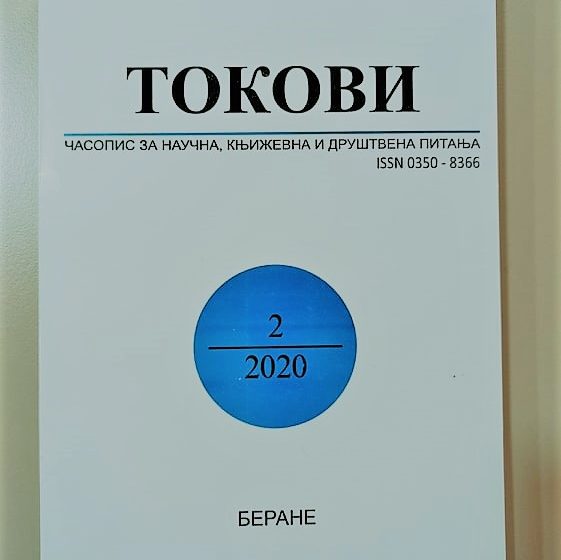 ТОКОВИ
ЧАСОПИС ЗА НАУЧНА, КЊИЖЕВНА И ДРУШТВЕНА ПИТАЊА
ISSN 0350 - 8366
2
2020
БЕРАНЕ